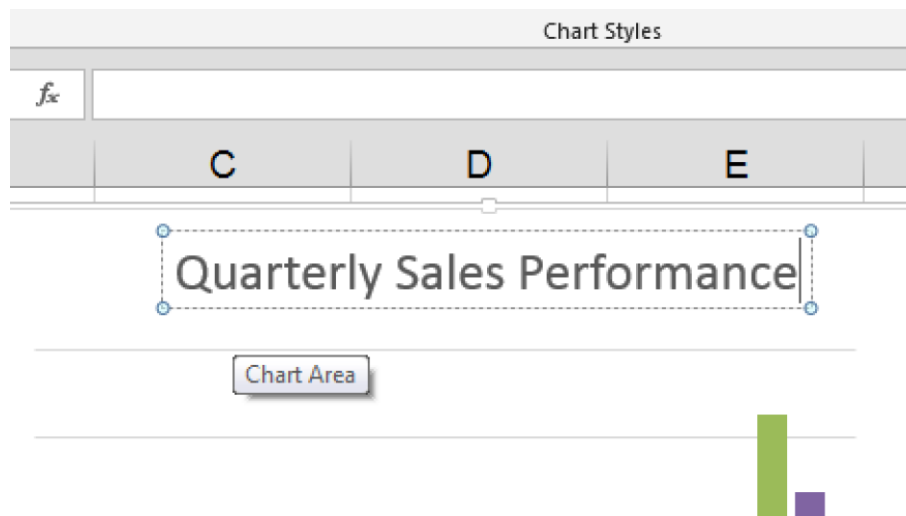 Chart Styles
fx
C D E
Quarterly Sales Performance
Chart Area